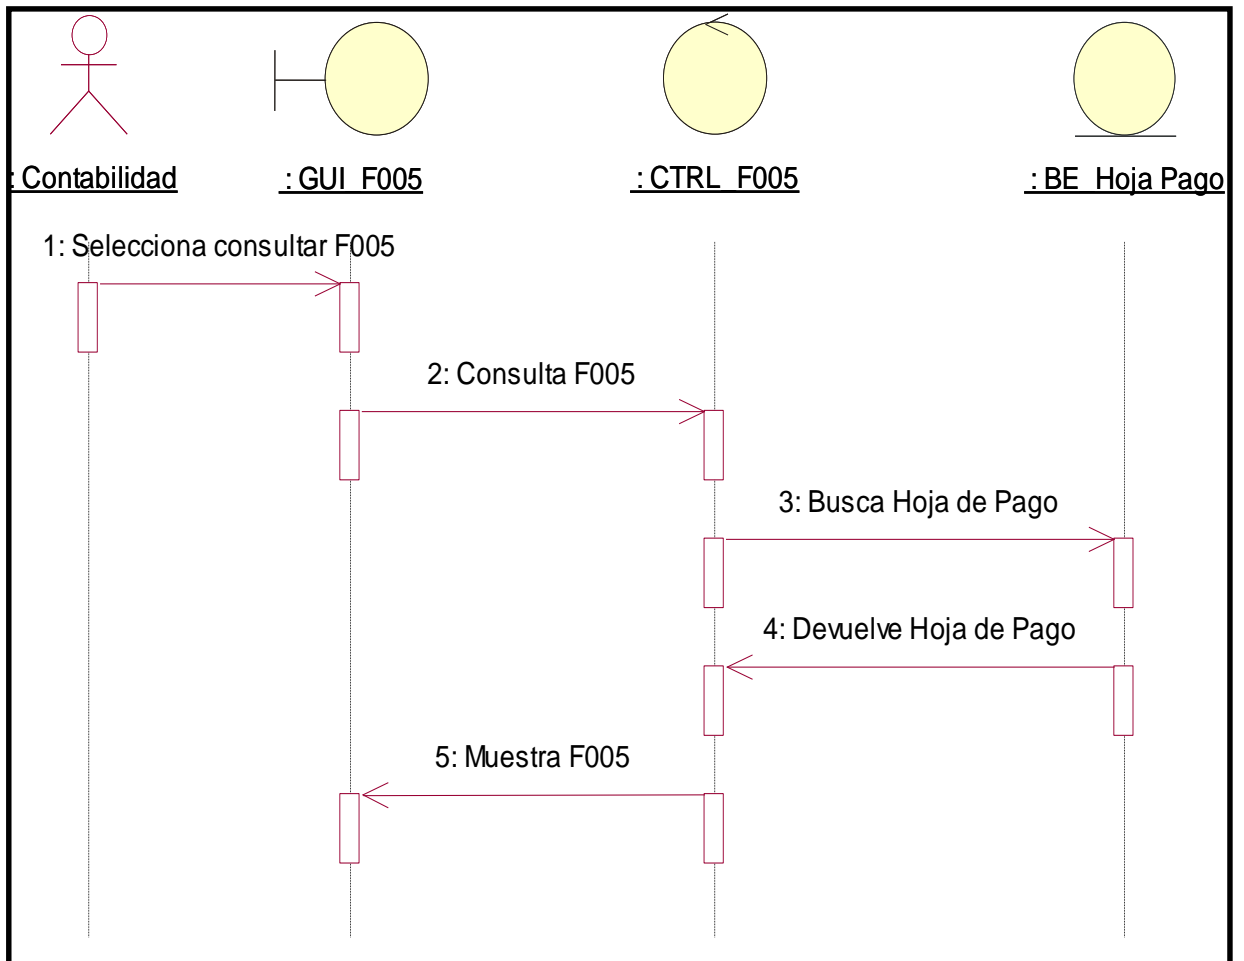 : Contabilidad
: GUI_F005
: CTRL_F005
: BE_Hoja Pago
1: Selecciona consultar F005
2: Consulta F005
3: Busca Hoja de Pago
4: Devuelve Hoja de Pago
5: Muestra F005